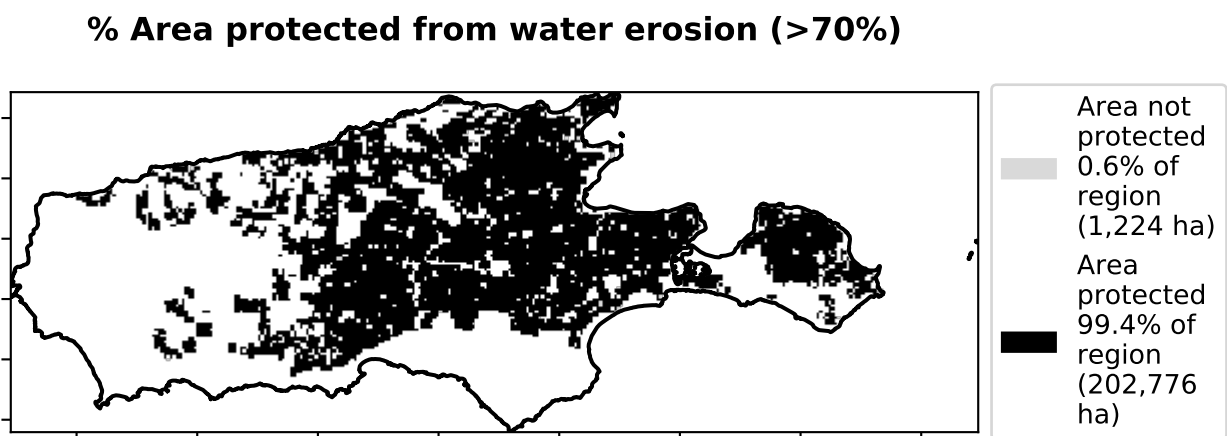 % Area protected from water erosion (>70%)
Area not
protected
0.6% of
region
(1,224 ha)
Area
protected
99.4% of
region
(202,776
ha)